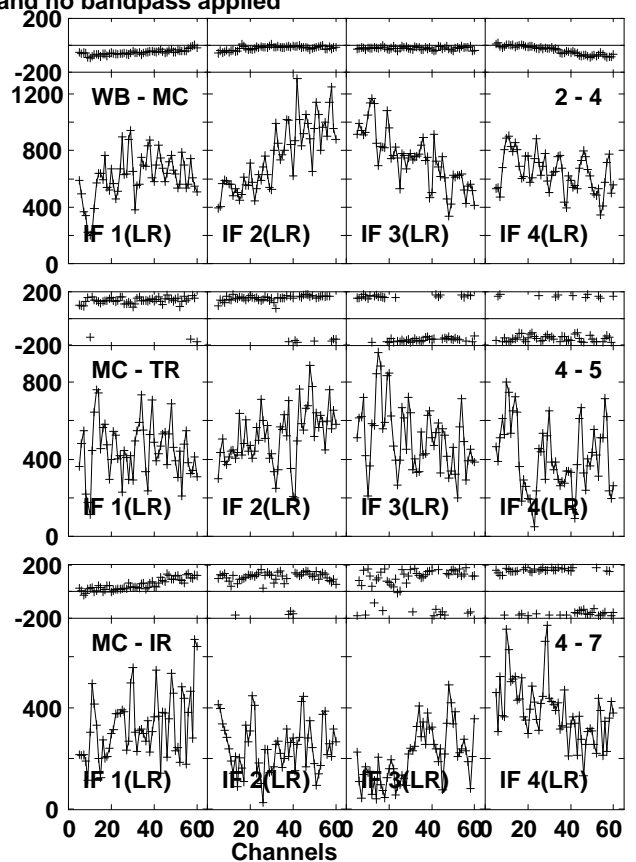 and no bandpass applied
200
-200
1200
800
400
0
WB - MC
2 - 4
IF 1(LR)
IF 2(LR)
IF 3(LR)
IF 4(LR)
200
-200
800
400
0
MC - TR
4 - 5
IF 1(LR)
IF 2(LR)
IF 3(LR)
IF 4(LR)
200
-200
400
0
MC - IR
4 - 7
IF 1(LR)
IF 2(LR)
IF 3(LR)
IF 4(LR)
0 20 40 60 0 20 40 60 0 20 40 60 0 20 40 60
Channels